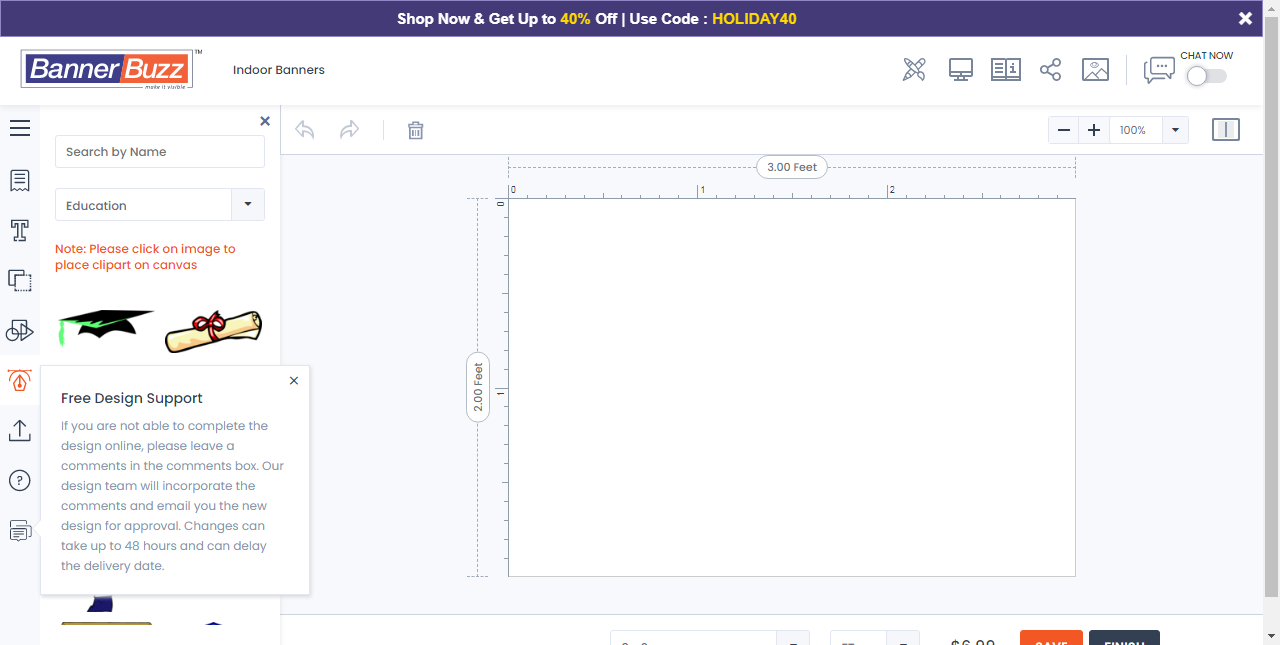 Shop Now & Get Up to 40% Off | Use Code : HOLIDAY40
BannerBuzz
TM
make it visible
Indoor Banners
CHAT NOW
Search by Name
Education
Note: Please click on image to
place clipart on canvas
100%
3.00 Feet
0
1
2
0
1
2.00 Feet
Free Design Support
If you are not able to complete the
design online, please leave a
comments in the comments box. Our
design team will incorporate the
comments and email you the new
design for approval. Changes can
take up to 48 hours and can delay
the delivery date.
$6.99
SAVE
FINISH